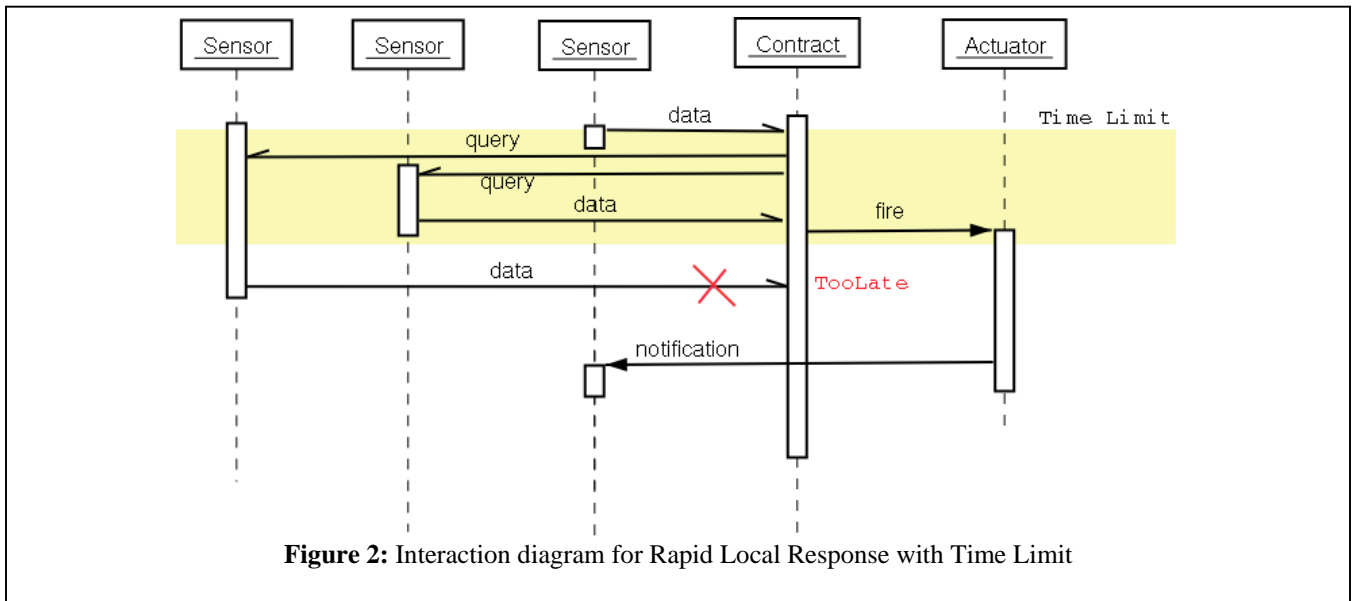 Sensor Sensor Sensor Contract Actuator
Time Limit
data
query
query
data
fire
data
TooLate
notification
Figure 2: Interaction diagram for Rapid Local Response with Time Limit